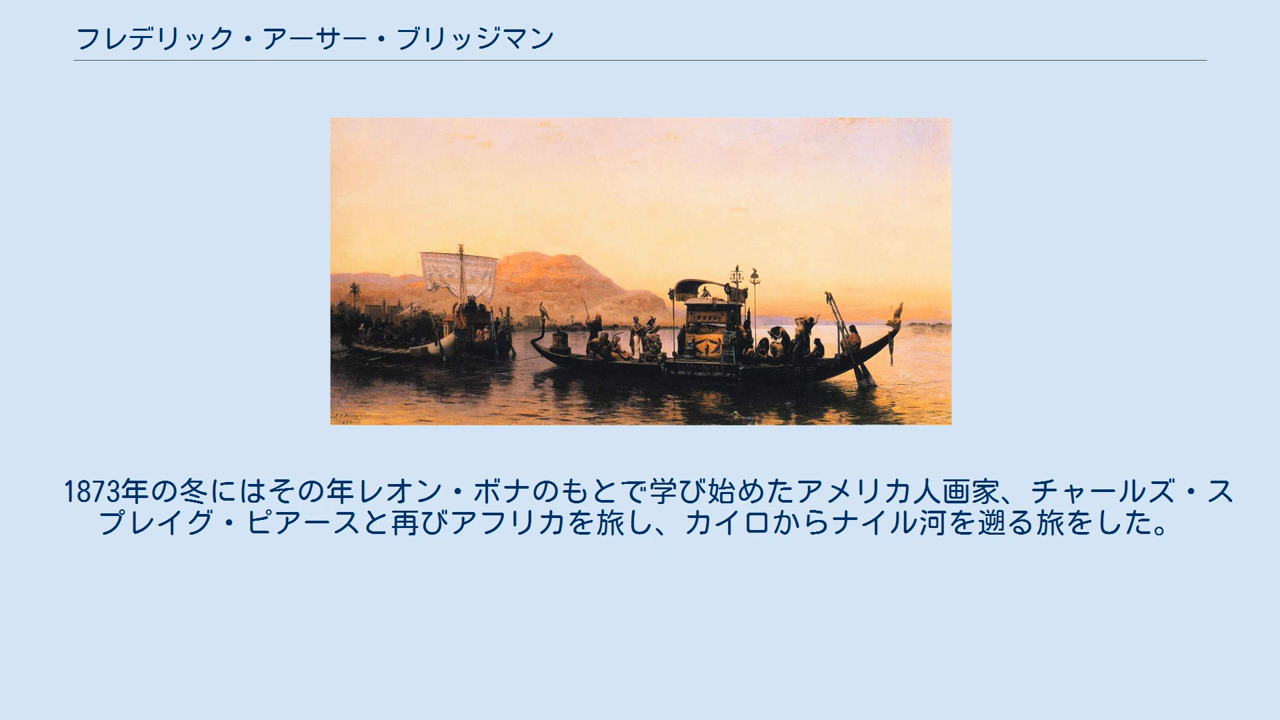 フレデリック・アーサー・ブリッジマン
1873年の冬にはその年レオン・ボナのもとで学び始めたアメリカ人画家、チャールズ・ス
プレイグ・ピアースと再びアフリカを旅し、カイロからナイル河を遡る旅をした。